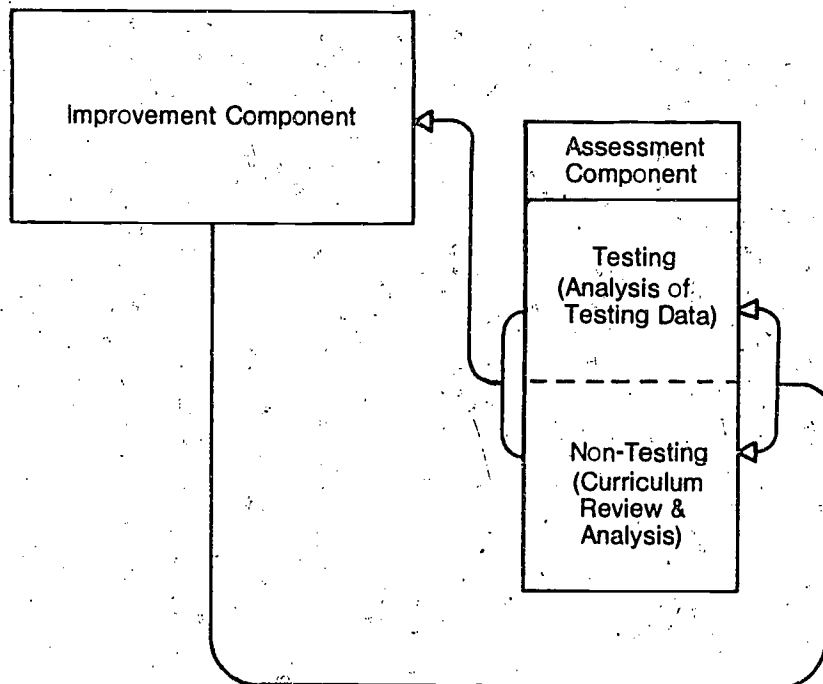 Improvement Component
Assessment
Component
Testing
(Analysis of
Testing Data)
Non-Testing
(Curriculum
Review &
Analysis)